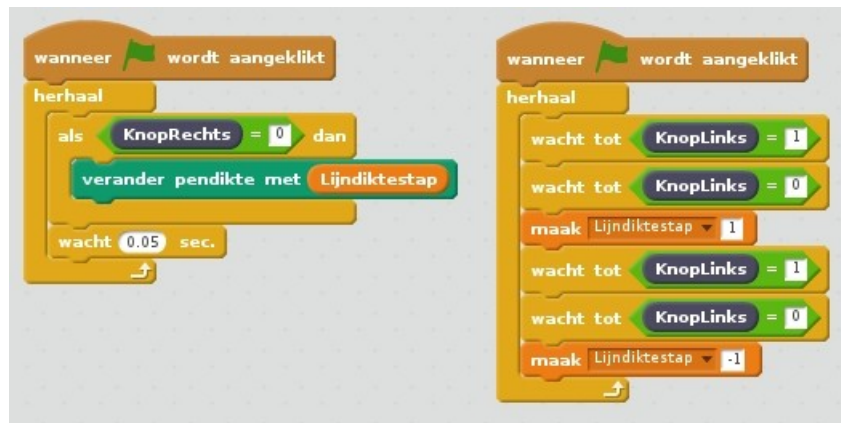 wanneer wordt aangeklikt
herhaal
als KnopRechts = 0 dan
verander pendikte met Lijndiktestap
wacht 0.05 sec.
wanneer wordt aangeklikt
herhaal
wacht tot KnopLinks = 1
wacht tot KnopLinks = 0
maak Lijndiktestap 1
wacht tot KnopLinks = 1
wacht tot KnopLinks = 0
maak Lijndiktestap -1